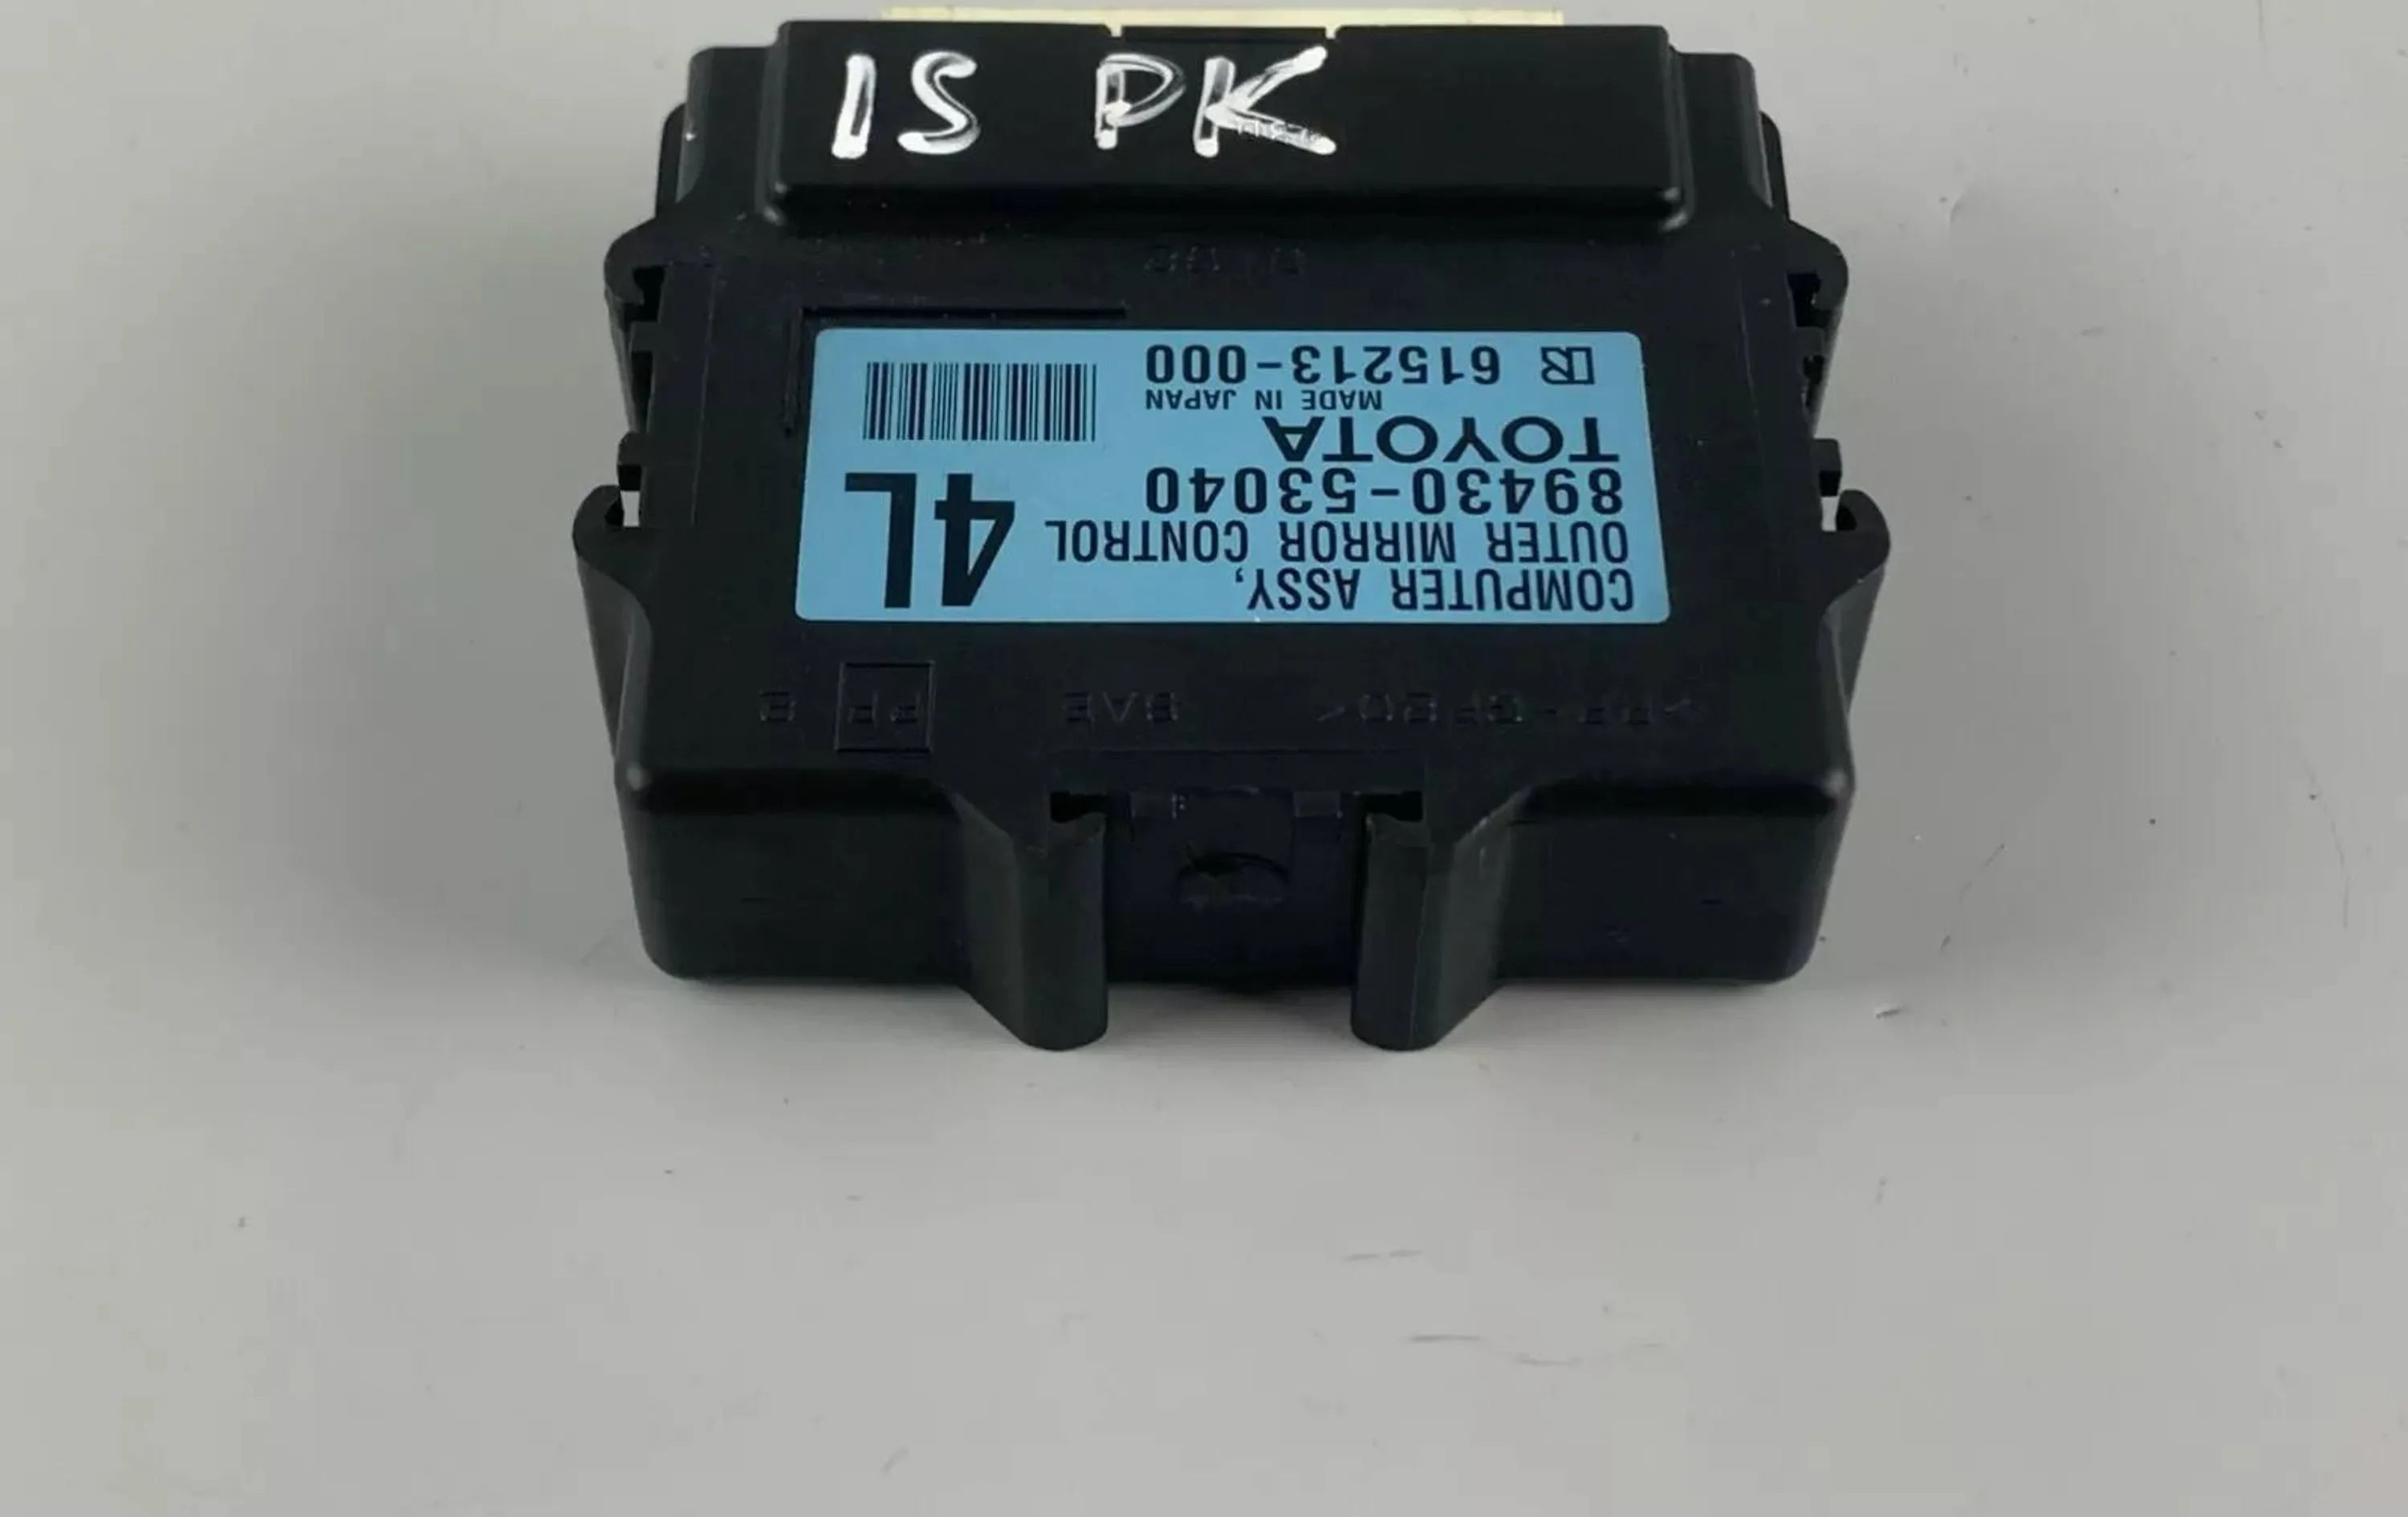 IS PK
COMPUTER ASSY,
OUTER MIRROR CONTROL
4L
89430-53040
TOYOTA
MADE IN JAPAN
615213-000